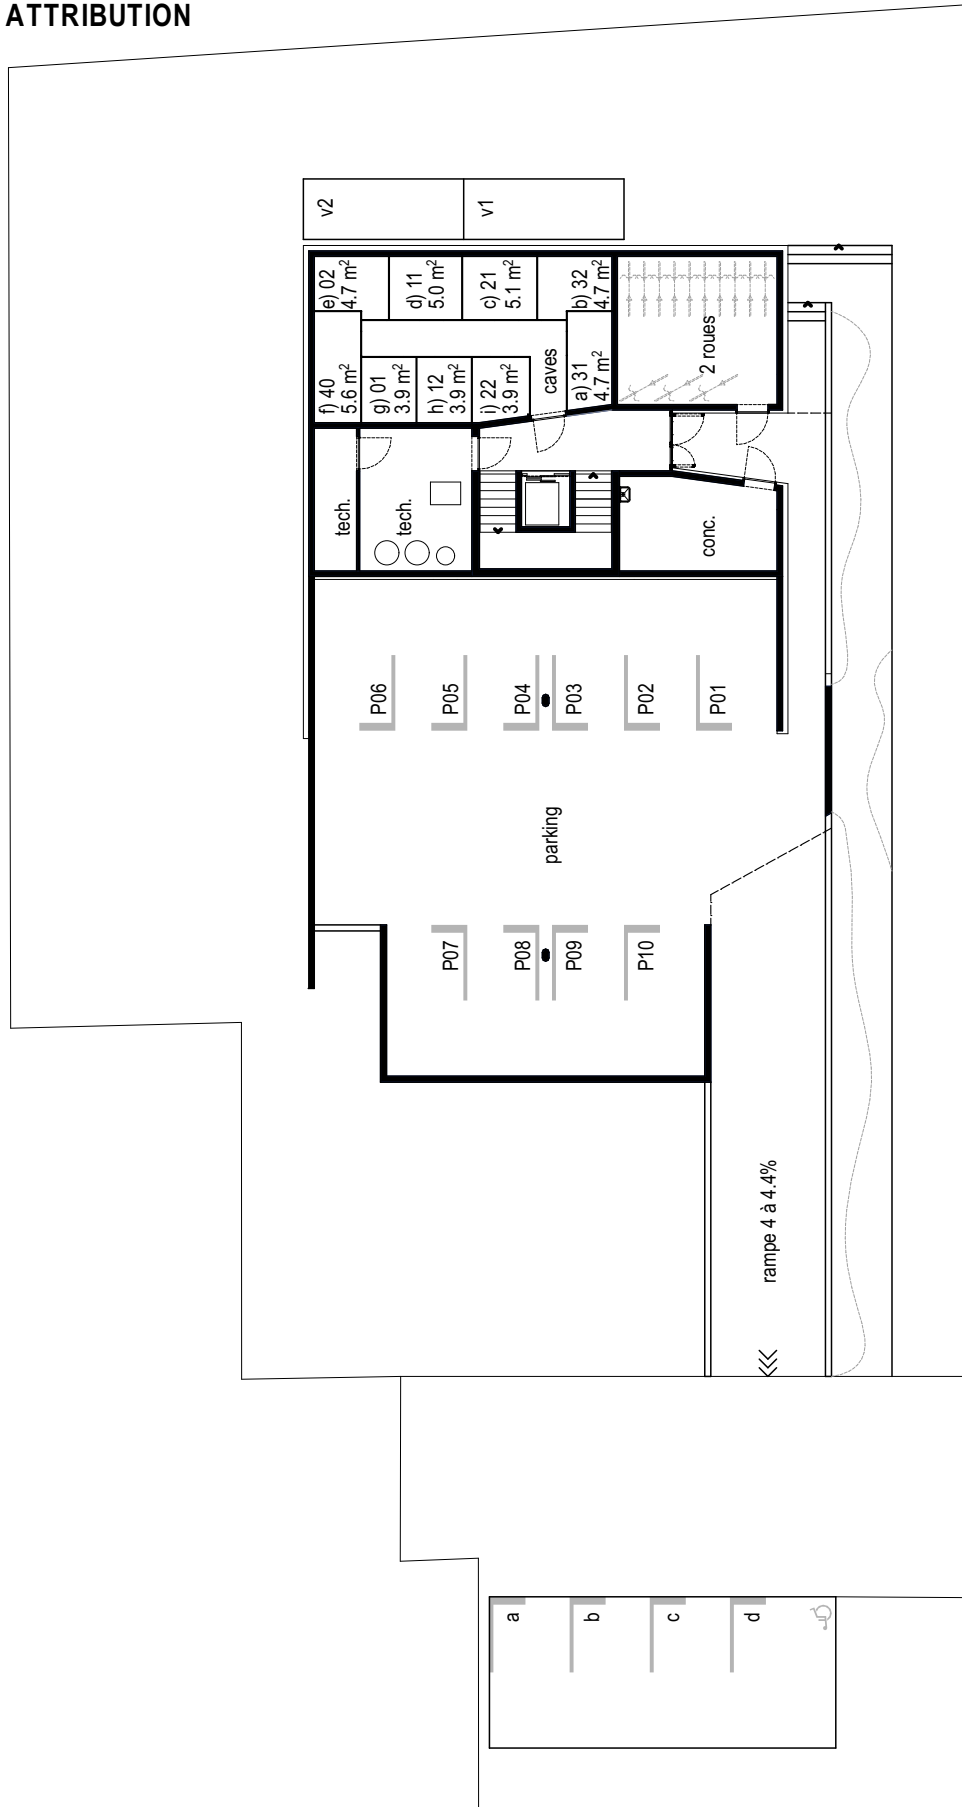 ATTRIBUTION
v2
v1
e) 02
4.7 m²
d) 11
5.0 m²
c) 21
5.1 m²
b) 32
4.7 m²
f) 40
5.6 m²
g) 01
3.9 m²
h) 12
3.9 m²
i) 22
3.9 m²
caves
a) 31
4.7 m²
2 roues
tech.
tech.
conc.
P06
P05
P04
P03
P02
P01
parking
P07
P08
P09
P10
rampe 4 à 4.4%
a
b
c
d